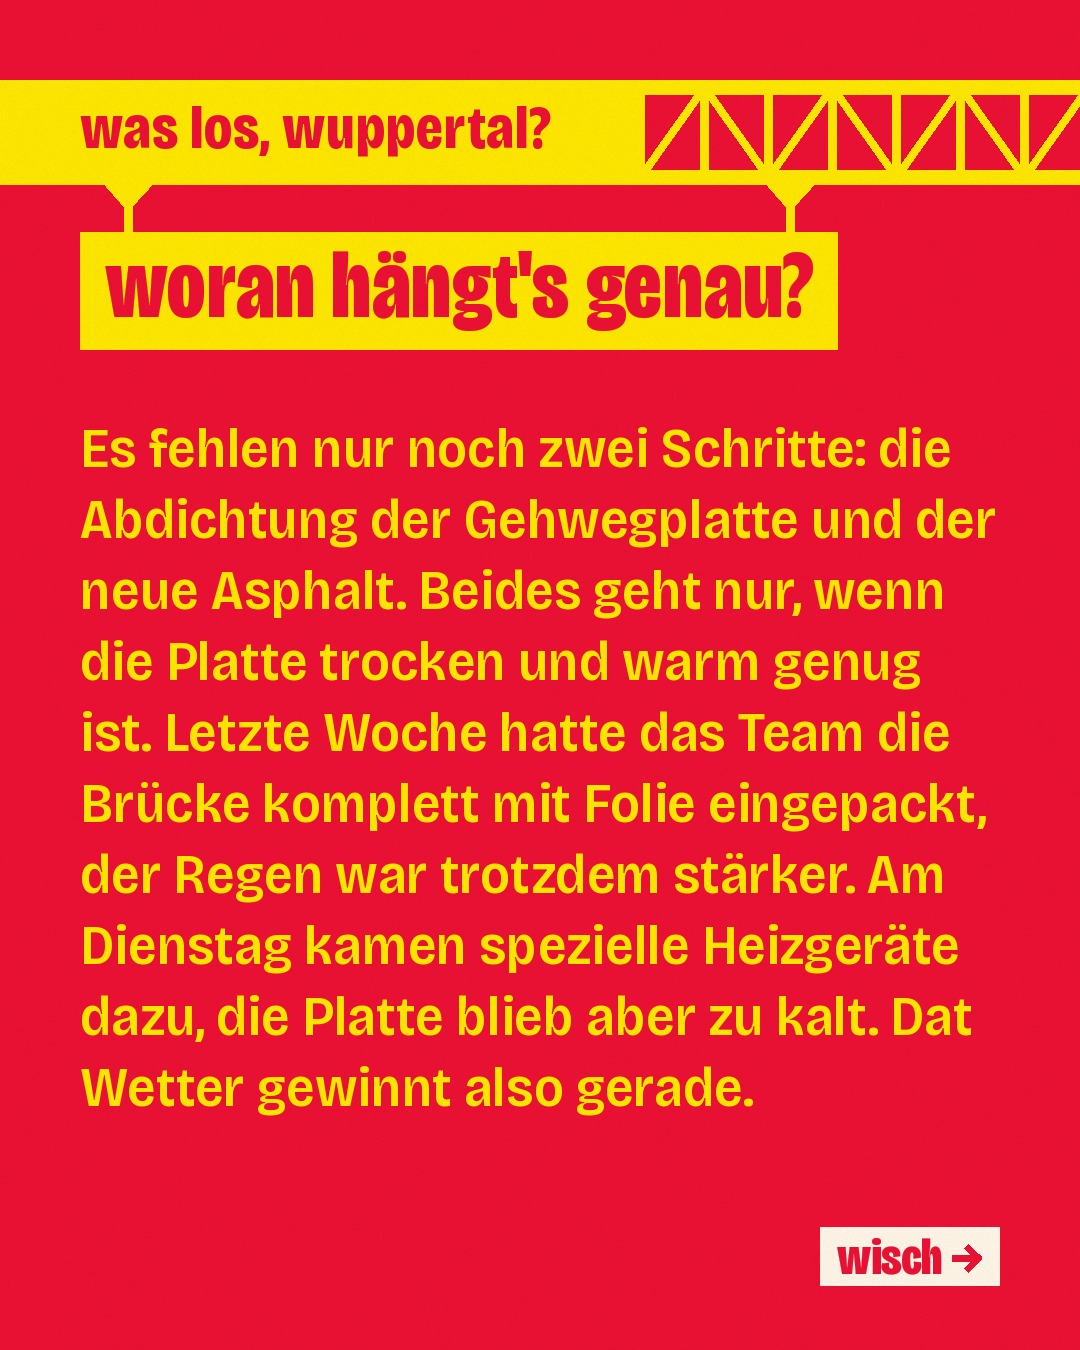 was los, wuppertal?
woran hängt's genau?
Es fehlen nur noch zwei Schritte: die
Abdichtung der Gehwegplatte und der
neue Asphalt. Beides geht nur, wenn
die Platte trocken und warm genug
ist. Letzte Woche hatte das Team die
Brücke komplett mit Folie eingepackt,
der Regen war trotzdem stärker. Am
Dienstag kamen spezielle Heizgeräte
dazu, die Platte blieb aber zu kalt. Dat
Wetter gewinnt also gerade.
wisch →